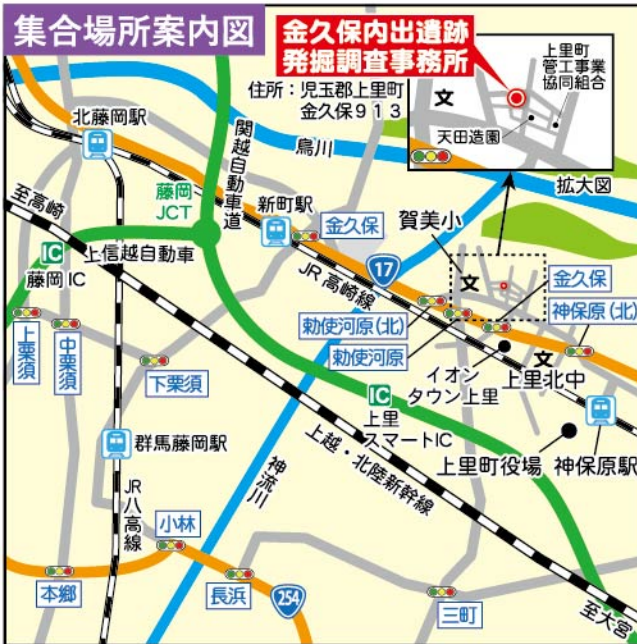 集合場所案内図
金久保内出遺跡
発掘調査事務所
住所：児玉郡上里町
金久保９１３
上里町
管工事業
協同組合
文
天田造園
拡大図
北藤岡駅
関越自動車道
烏川
至高崎
藤岡
JCT
新町駅
金久保
賀美小
IC
藤岡 IC
上信越自動車
JR 高崎線
17
文
金久保
上栗須
中栗須
下栗須
勅使河原（北）
勅使河原
神保原（北）
イオン
タウン上里
文
上里北中
IC
上里
スマートIC
群馬藤岡駅
上越・北陸新幹線
上里町役場
神保原駅
JR
八高線
神流川
小林
本郷
長浜
254
三町
至大宮